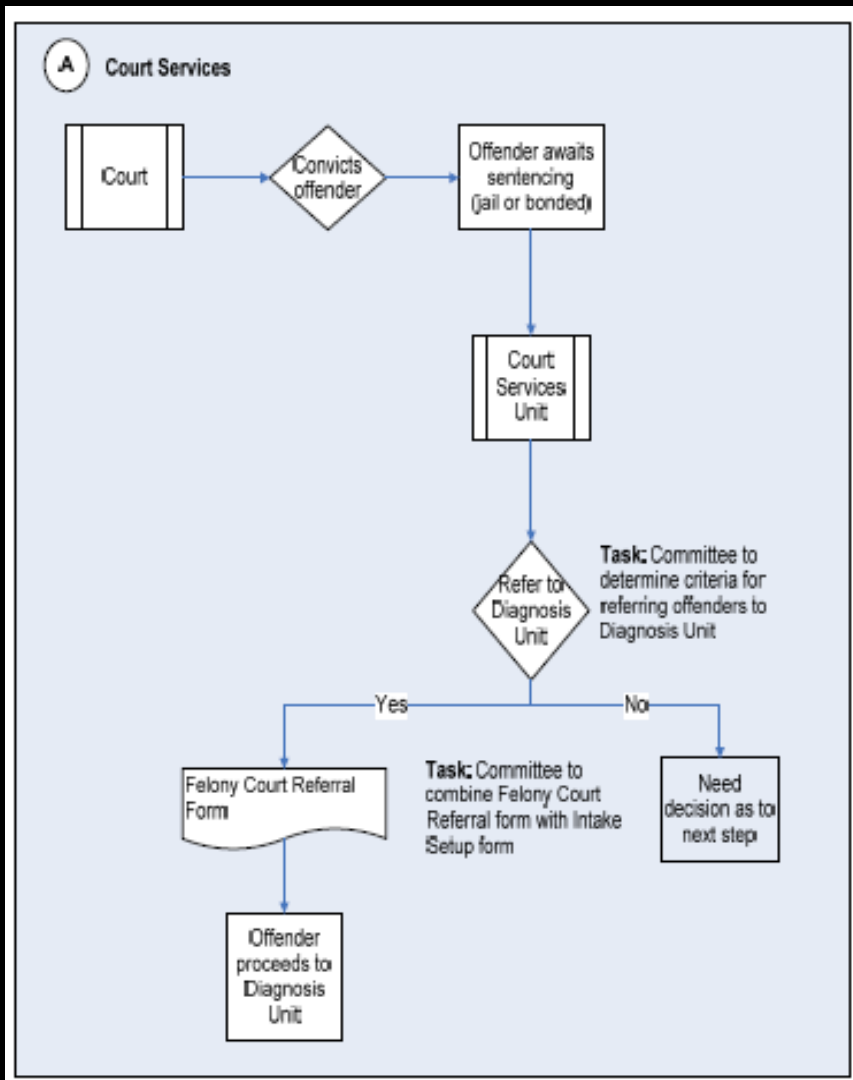 A
Court Services
Court
Convicts
offender
Offender awaits
sentencing
(jail or bonded)
Court
Services
Unit
Refer to
Diagnosis
Unit
Task: Committee to
determine criteria for
referring offenders to
Diagnosis Unit
Yes
No
Felony Court Referral
Form
Task: Committee to
combine Felony Court
Referral form with Intake
Setup form
Need
decision as to
next step
Offender
proceeds to
Diagnosis
Unit